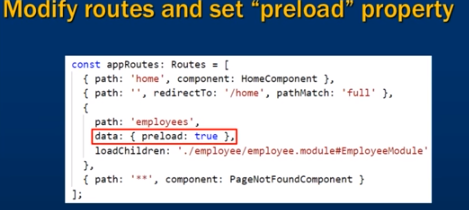 Modify routes and set “preload” property
const appRoutes: Routes = [
{ path: 'home', component: HomeComponent },
{ path: '', redirectTo: '/home', pathMatch: 'full' },
{
path: 'employees',
data: { preload: true },
loadChildren: './employee/employee.module#EmployeeModule'
},
{ path: '**', component: PageNotFoundComponent }
];